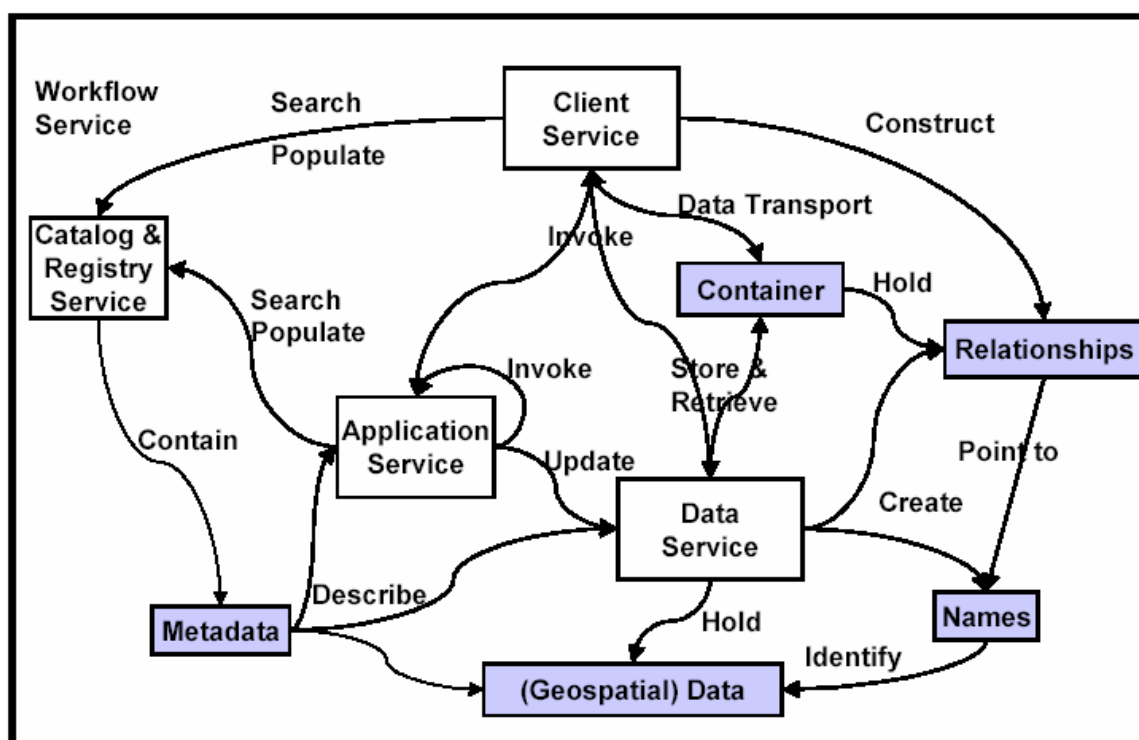 Workflow
Service
Search
Populate
Client
Service
Construct
Data Transport
Invoke
Catalog &
Registry
Service
Container
Hold
Search
Populate
Relationships
Invoke
Store &
Retrieve
Application
Service
Contain
Update
Point to
Data
Service
Create
Describe
Metadata
Hold
Names
Identify
(Geospatial) Data